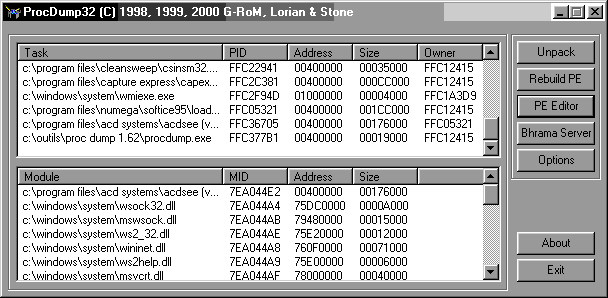 ProcDump32 (C) 1998, 1999, 2000 G-RoM, Lorian & Stone
Task PID Address Size Owner
c:\program files\cleansweep\csinsm32.... FFC22941 00400000 00035000 FFC12415
c:\program files\capture express\capex... FFC2C381 00400000 000CC000 FFC12415
c:\windows\system\wmiexe.exe FFC2F94D 01000000 00004000 FFC1A3D9
c:\program files\numega\softice95\load... FFC05321 00400000 001CC000 FFC12415
c:\program files\acd systems\acdsee (v... FFC36705 00400000 00176000 FFC05321
c:\outils\proc dump 1.62\procdump.exe FFC377B1 00400000 00019000 FFC12415
Module MID Address Size
c:\program files\acd systems\acdsee (v... 7EA044E2 00400000 00176000
c:\windows\system\wsock32.dll 7EA044A4 75DC0000 0000A000
c:\windows\system\mswsock.dll 7EA044AB 79480000 00015000
c:\windows\system\ws2_32.dll 7EA044AE 75E20000 00012000
c:\windows\system\wininet.dll 7EA044A8 760F0000 00071000
c:\windows\system\ws2help.dll 7EA044A9 75E00000 00006000
c:\windows\system\msvcrt.dll 7EA044AF 78000000 00040000
Unpack
Rebuild PE
PE Editor
Bhrama Server
Options
About
Exit